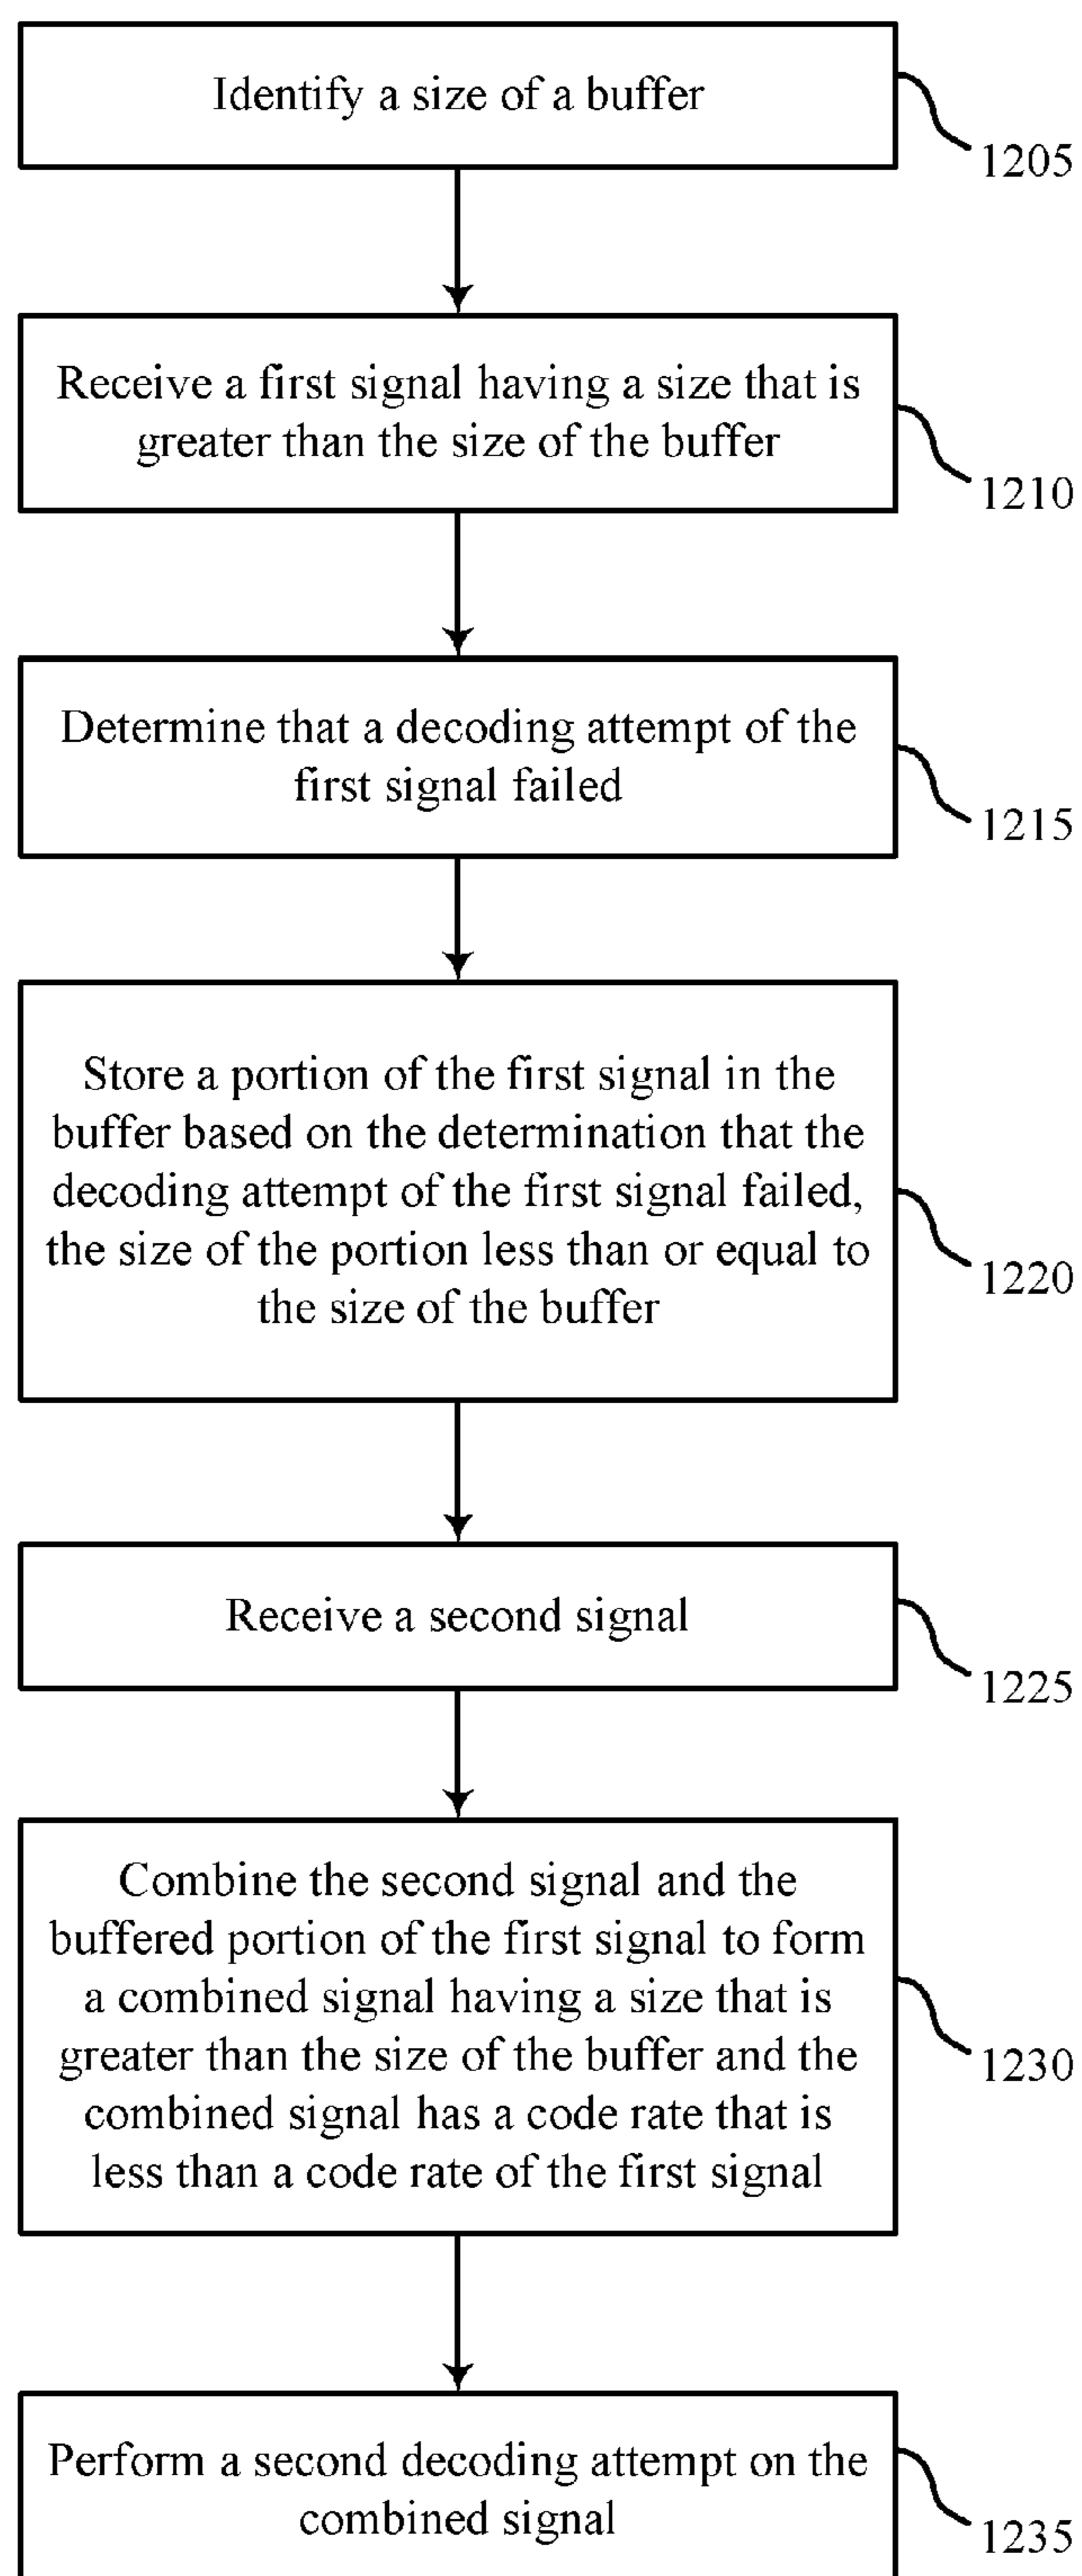 Identify a size of a buffer
1205
Receive a first signal having a size that is
greater than the size of the buffer
1210
Determine that a decoding attempt of the
first signal failed
1215
Store a portion of the first signal in the
buffer based on the determination that the
decoding attempt of the first signal failed,
the size of the portion less than or equal to
the size of the buffer
1220
Receive a second signal
1225
Combine the second signal and the
buffered portion of the first signal to form
a combined signal having a size that is
greater than the size of the buffer and the
combined signal has a code rate that is
less than a code rate of the first signal
1230
Perform a second decoding attempt on the
combined signal
1235